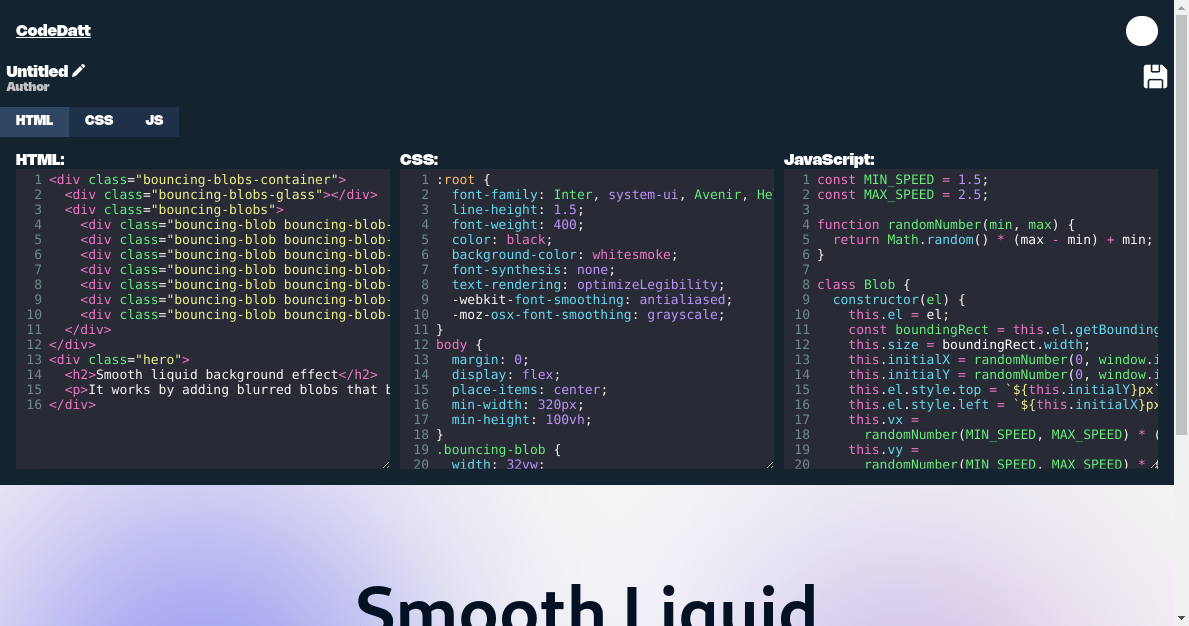 CodeDatt
Untitled
Author
HTML CSS JS
HTML:
1 <div class="bouncing-blobs-container">
2 <div class="bouncing-blobs-glass"></div>
3 <div class="bouncing-blobs">
4 <div class="bouncing-blob bouncing-blob-
5 <div class="bouncing-blob bouncing-blob-
6 <div class="bouncing-blob bouncing-blob-
7 <div class="bouncing-blob bouncing-blob-
8 <div class="bouncing-blob bouncing-blob-
9 <div class="bouncing-blob bouncing-blob-
10 <div class="bouncing-blob bouncing-blob-
11 </div>
12 </div>
13 <div class="hero">
14 <h2>Smooth liquid background effect</h2>
15 <p>It works by adding blurred blobs that b
16 </div>
CSS:
1 :root {
2 font-family: Inter, system-ui, Avenir, He
3 line-height: 1.5;
4 font-weight: 400;
5 color: black;
6 background-color: whitesmoke;
7 font-synthesis: none;
8 text-rendering: optimizeLegibility;
9 -webkit-font-smoothing: antialiased;
10 -moz-osx-font-smoothing: grayscale;
11 }
12 body {
13 margin: 0;
14 display: flex;
15 place-items: center;
16 min-width: 320px;
17 min-height: 100vh;
18 }
19 .bouncing-blob {
20 width: 32vw;
JavaScript:
1 const MIN_SPEED = 1.5;
2 const MAX_SPEED = 2.5;
3
4 function randomNumber(min, max) {
5 return Math.random() * (max - min) + min;
6 }
7
8 class Blob {
9 constructor(el) {
10 this.el = el;
11 const boundingRect = this.el.getBounding
12 this.size = boundingRect.width;
13 this.initialX = randomNumber(0, window.i
14 this.initialY = randomNumber(0, window.i
15 this.el.style.top = `${this.initialY}px`
16 this.el.style.left = `${this.initialX}px
17 this.vx =
18 randomNumber(MIN_SPEED, MAX_SPEED) * (
19 this.vy =
20 randomNumber(MIN_SPEED, MAX_SPEED) * (
Smooth Liquid